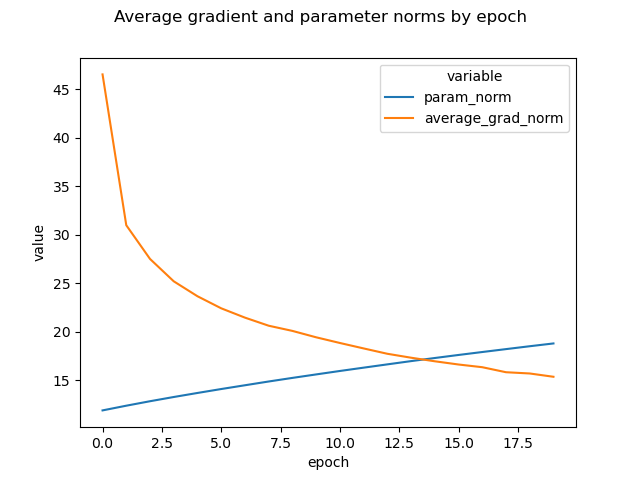 Average gradient and parameter norms by epoch
variable
param_norm
average_grad_norm
value
45
40
35
30
25
20
15
0.0 2.5 5.0 7.5 10.0 12.5 15.0 17.5
epoch